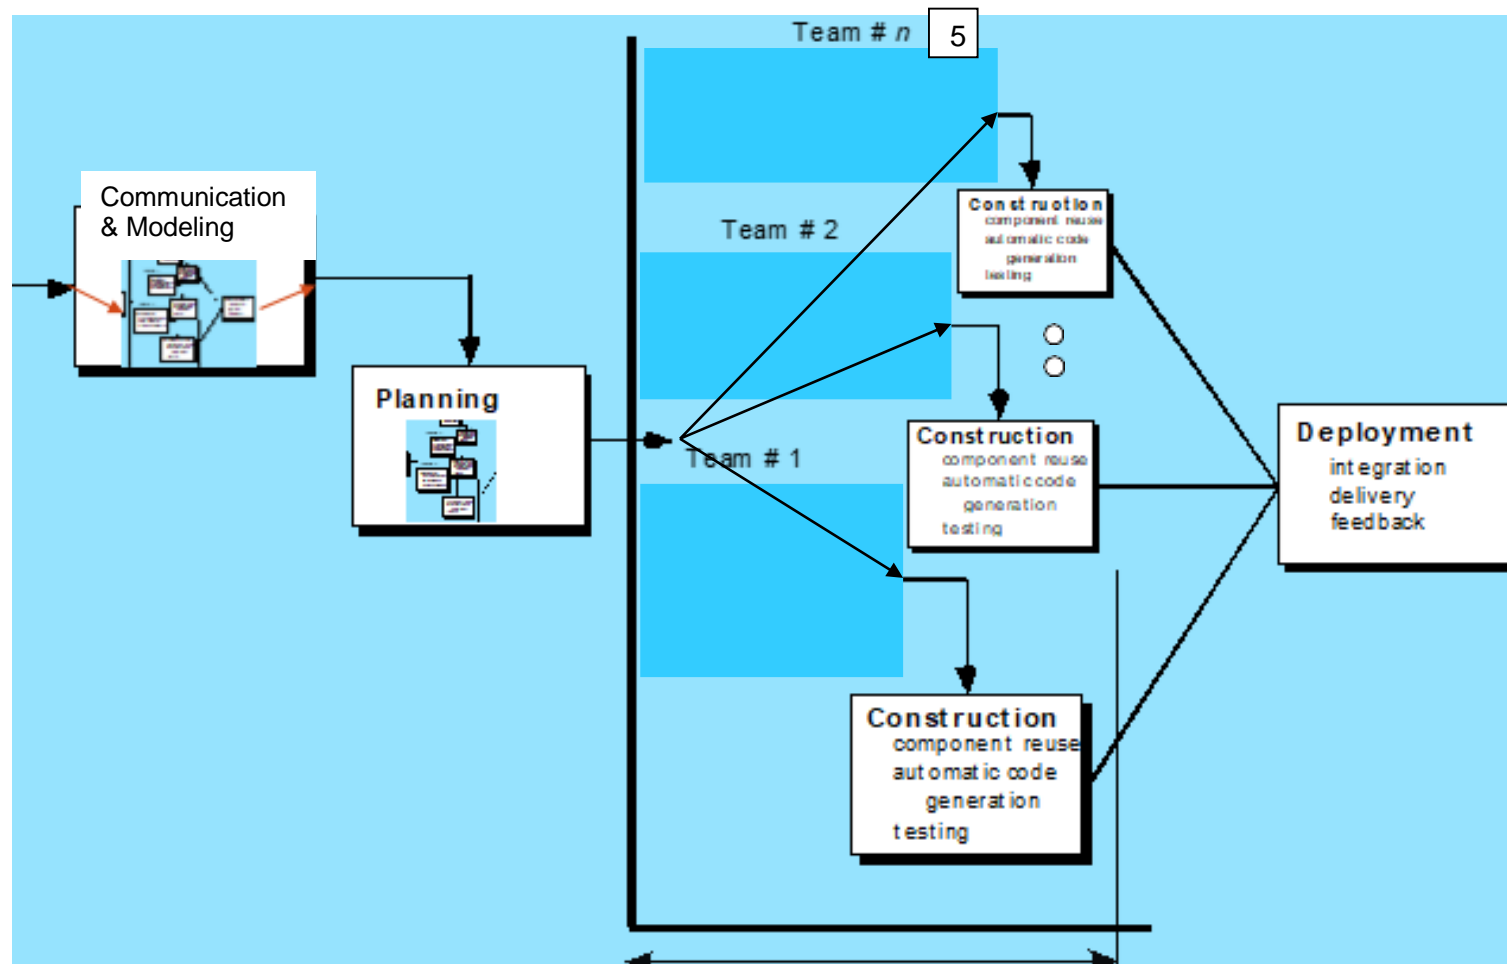 Team # n
5
Communication
& Modeling
Construction
component reuse
automatic code
generation
testing
Team # 2
Planning
Construction
component reuse
automatic code
generation
testing
Team # 1
Deployment
integration
delivery
feedback
Construction
component reuse
automatic code
generation
testing